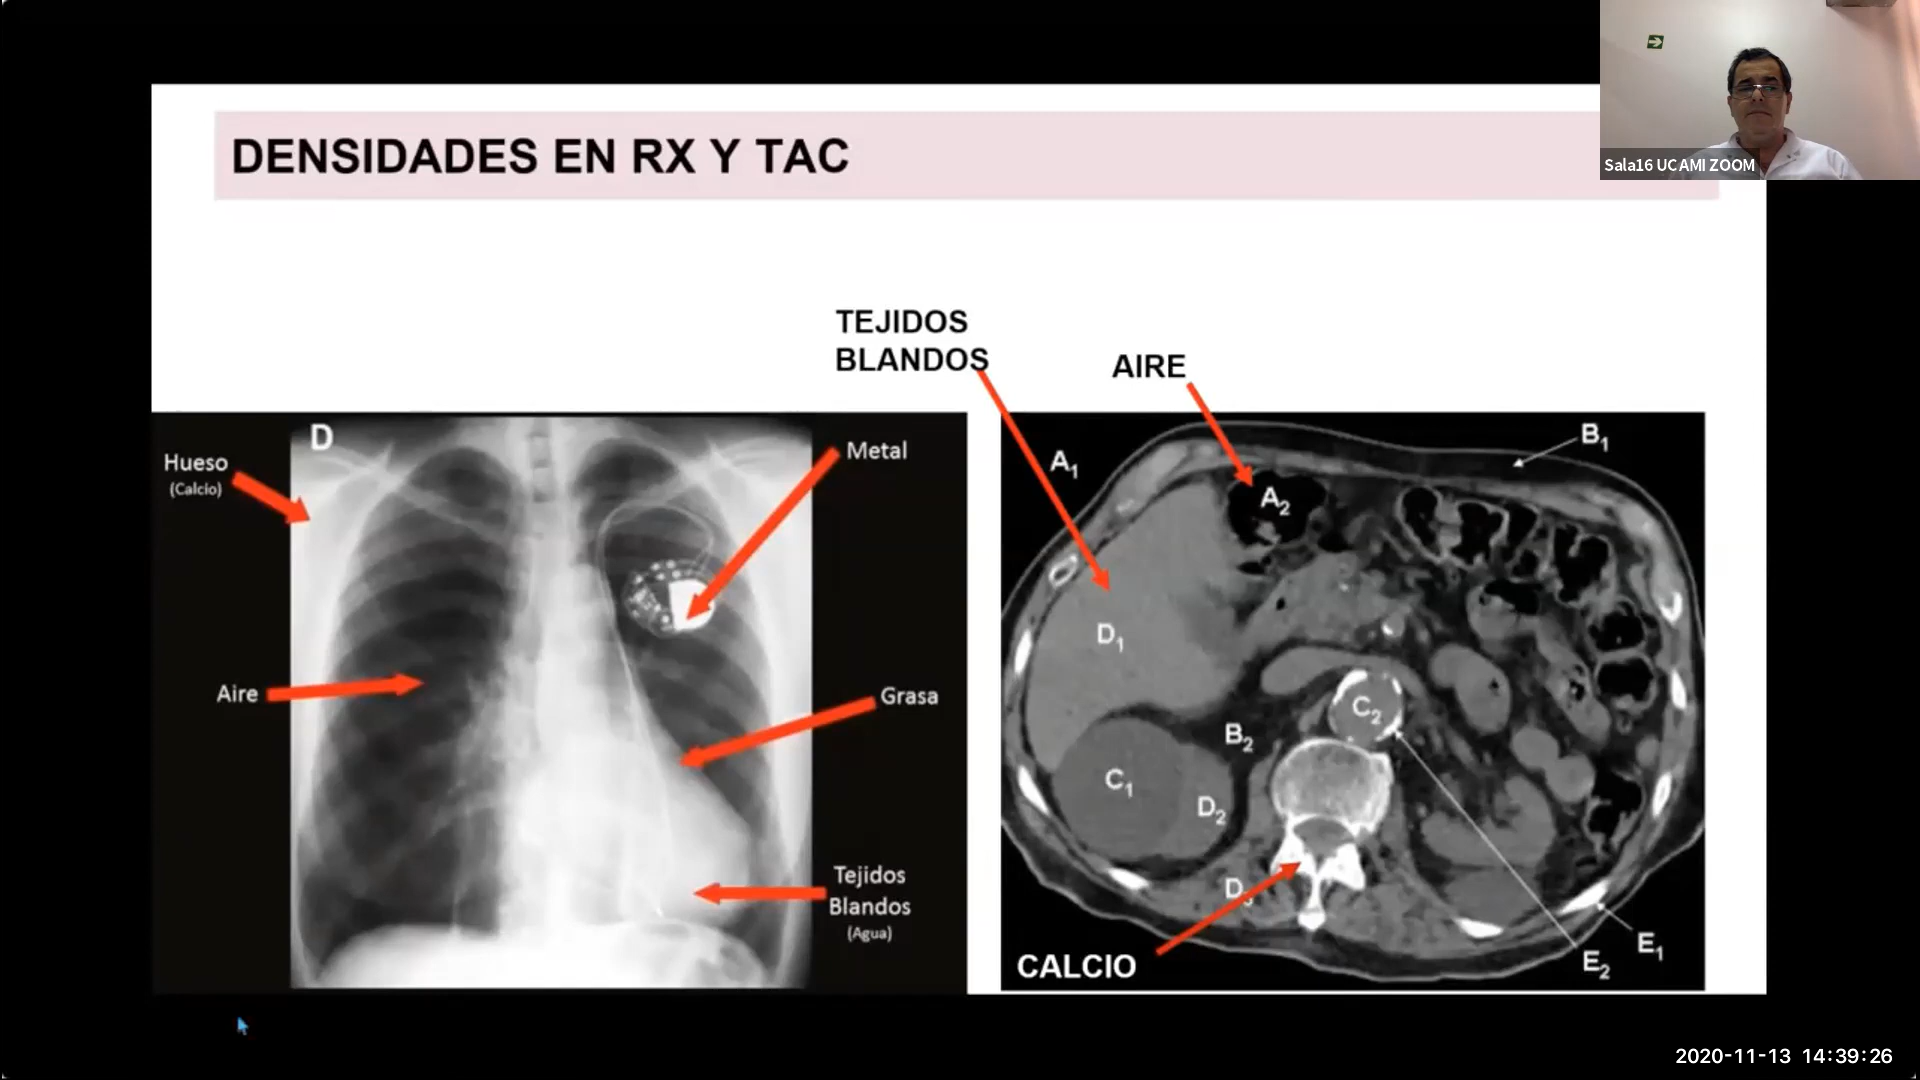 Sala16 UCAMI ZOOM
DENSIDADES EN RX Y TAC
TEJIDOS
BLANDOS
AIRE
D
Hueso
(Calcio)
Metal
Aire
Grasa
Tejidos
Blandos
(Agua)
A1
A2
B1
D1
B2
C2
C1
D2
D3
E1
E2
CALCIO
2020-11-13 14:39:26